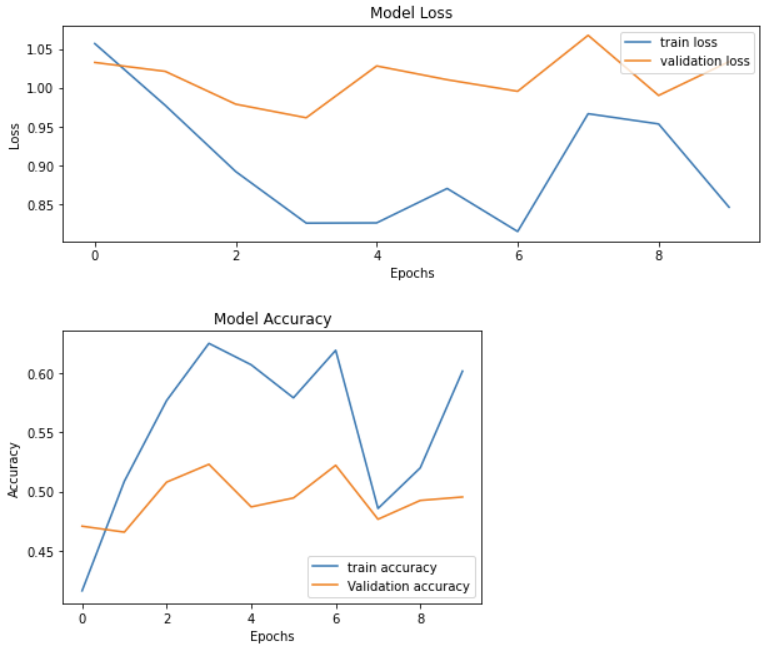 Model Loss
1.05
1.00
0.95
0.90
0.85
Loss
train loss
validation loss
0 2 4 6 8
Epochs
Model Accuracy
0.60
0.55
0.50
0.45
Accuracy
train accuracy
Validation accuracy
0 2 4 6 8
Epochs